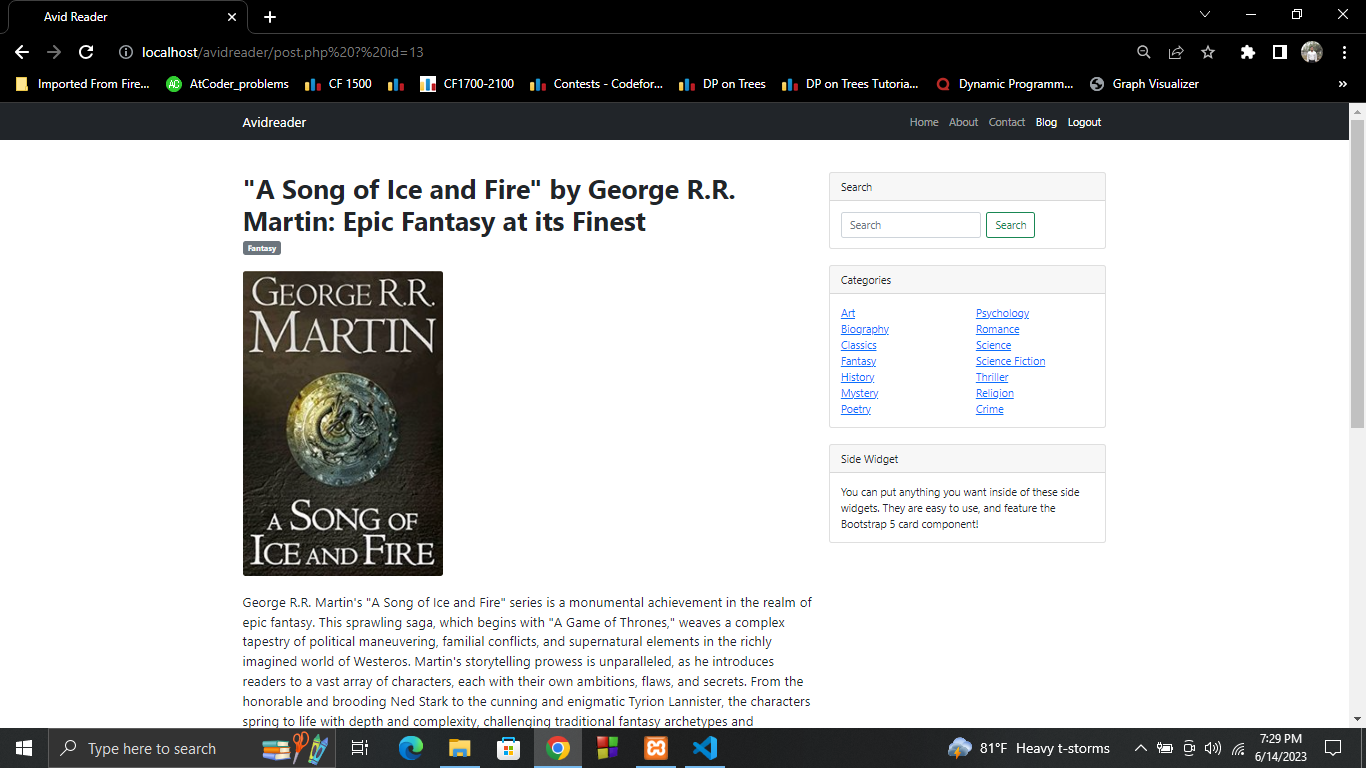 Avid Reader
localhost/avidreader/post.php%20?%20id=13
Imported From Fire...
AtCoder_problems
CF 1500
CF1700-2100
Contests - Codefor...
DP on Trees
DP on Trees Tutoria...
Dynamic Programm...
Graph Visualizer
»
Avidreader
Home
About
Contact
Blog
Logout
"A Song of Ice and Fire" by George R.R.
Martin: Epic Fantasy at its Finest
Fantasy
GEORGE R.R.
MARTIN
A SONG OF
ICE AND FIRE
George R.R. Martin's "A Song of Ice and Fire" series is a monumental achievement in the realm of
epic fantasy. This sprawling saga, which begins with "A Game of Thrones," weaves a complex
tapestry of political maneuvering, familial conflicts, and supernatural elements in the richly
imagined world of Westeros. Martin's storytelling prowess is unparalleled, as he introduces
readers to a vast array of characters, each with their own ambitions, flaws, and secrets. From the
honorable and brooding Ned Stark to the cunning and enigmatic Tyrion Lannister, the characters
spring to life with depth and complexity, challenging traditional fantasy archetypes and
Search
Search
Search
Categories
Art
Biography
Classics
Fantasy
History
Mystery
Poetry
Psychology
Romance
Science
Science Fiction
Thriller
Religion
Crime
Side Widget
You can put anything you want inside of these side
widgets. They are easy to use, and feature the
Bootstrap 5 card component!
Type here to search
81°F Heavy t-storms
7:29 PM
6/14/2023